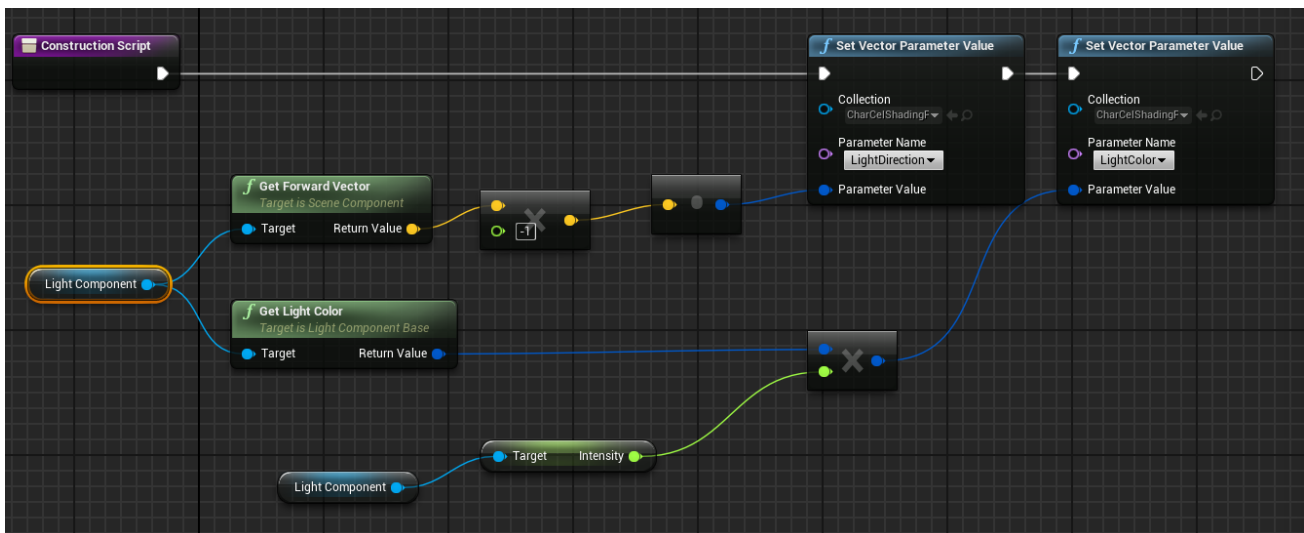 Construction Script
f Set Vector Parameter Value
Collection
CharCelShadingF
Parameter Name
LightDirection
Parameter Value
f Set Vector Parameter Value
Collection
CharCelShadingF
Parameter Name
LightColor
Parameter Value
f Get Forward Vector
Target is Scene Component
Target Return Value
-1
Light Component
f Get Light Color
Target is Light Component Base
Target Return Value
Target Intensity
Light Component